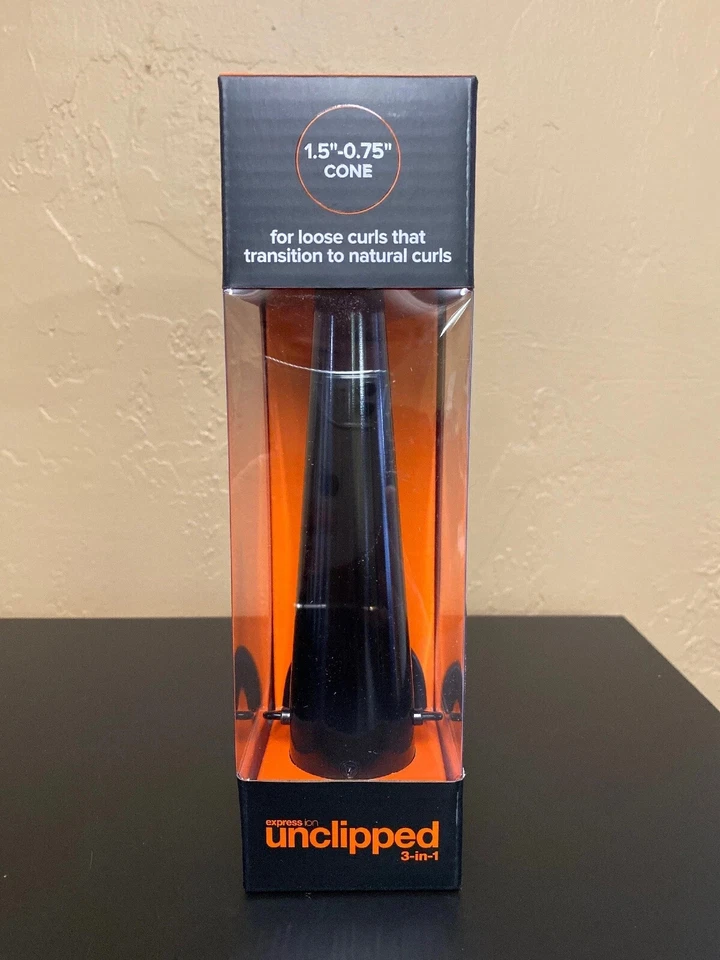 1.5"-0.75"
CONE
for loose curls that
transition to natural curls
express ion
unclipped
3-in-1